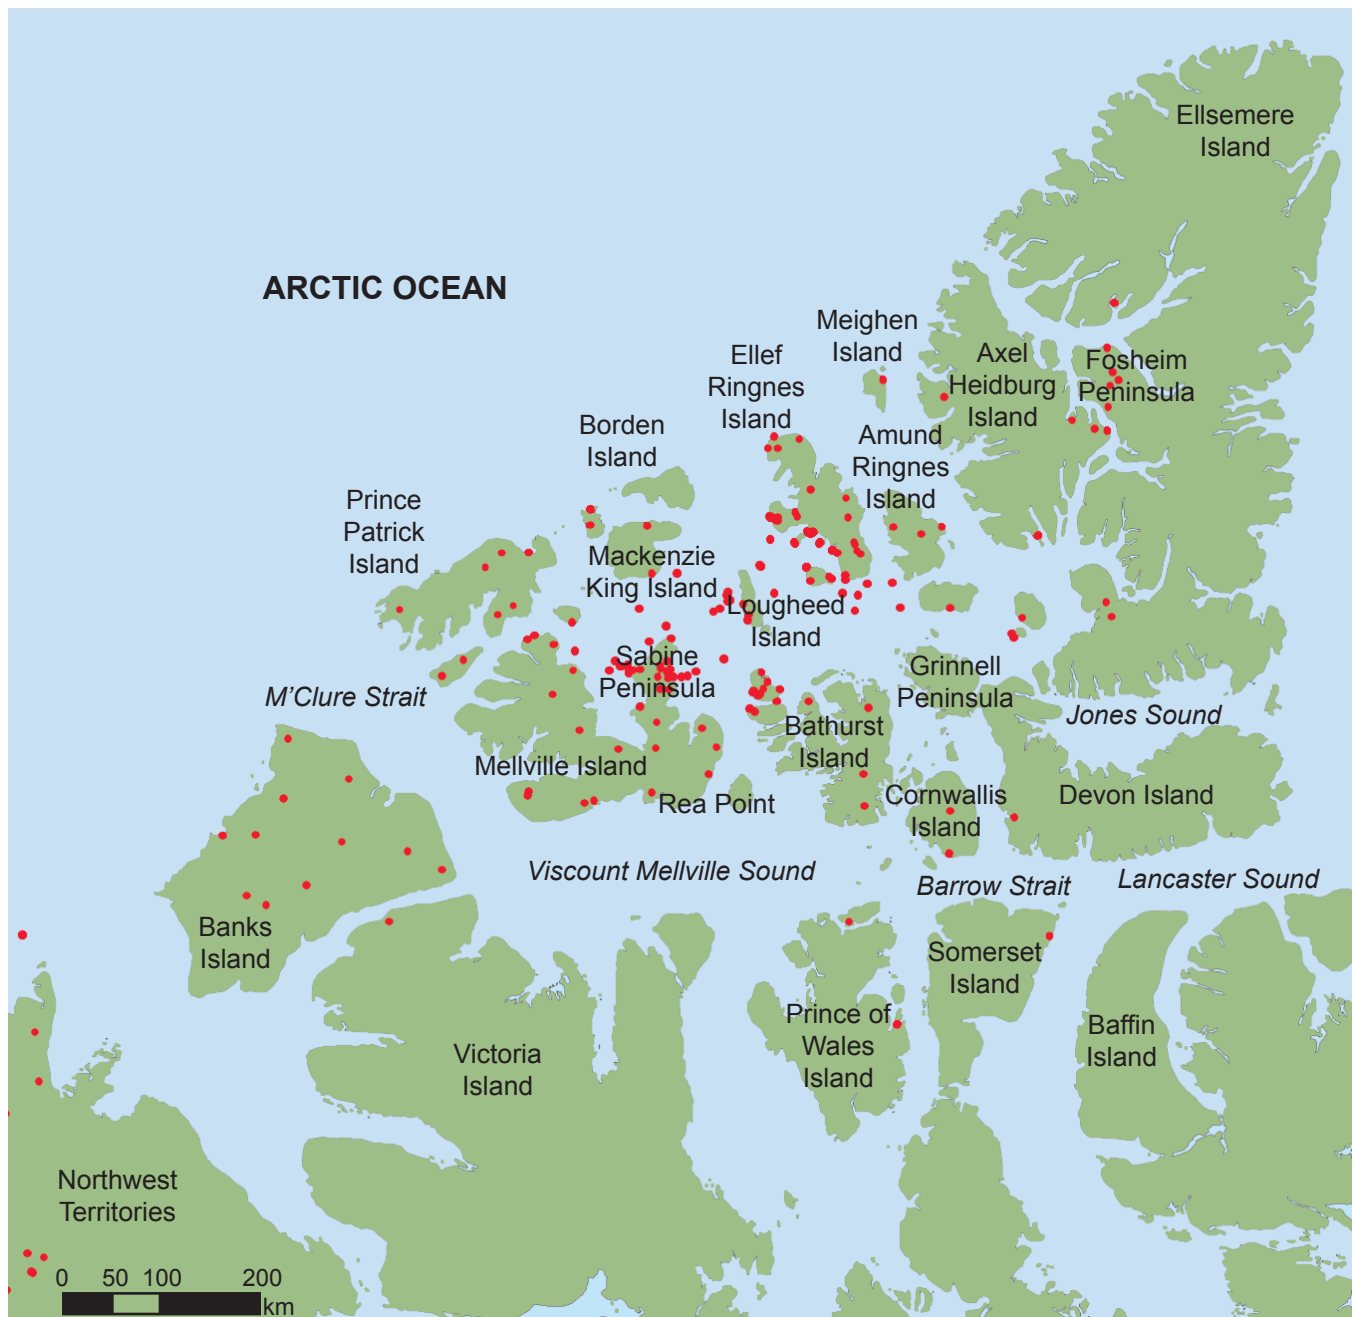 Ellsemere
Island
ARCTIC OCEAN
Meighen
Island
Ellef
Ringnes
Island
Axel
Heidburg
Island
Fosheim
Peninsula
Borden
Island
Amund
Ringnes
Island
Prince
Patrick
Island
Mackenzie
King Island
Lougheed
Island
Sabine
Peninsula
Grinnell
Peninsula
M'Clure Strait
Jones Sound
Bathurst
Island
Mellville Island
Rea Point
Cornwallis
Island
Devon Island
Viscount Mellville Sound
Barrow Strait
Lancaster Sound
Banks
Island
Somerset
Island
Prince of
Wales
Island
Baffin
Island
Victoria
Island
Northwest
Territories
0 50 100 200
km